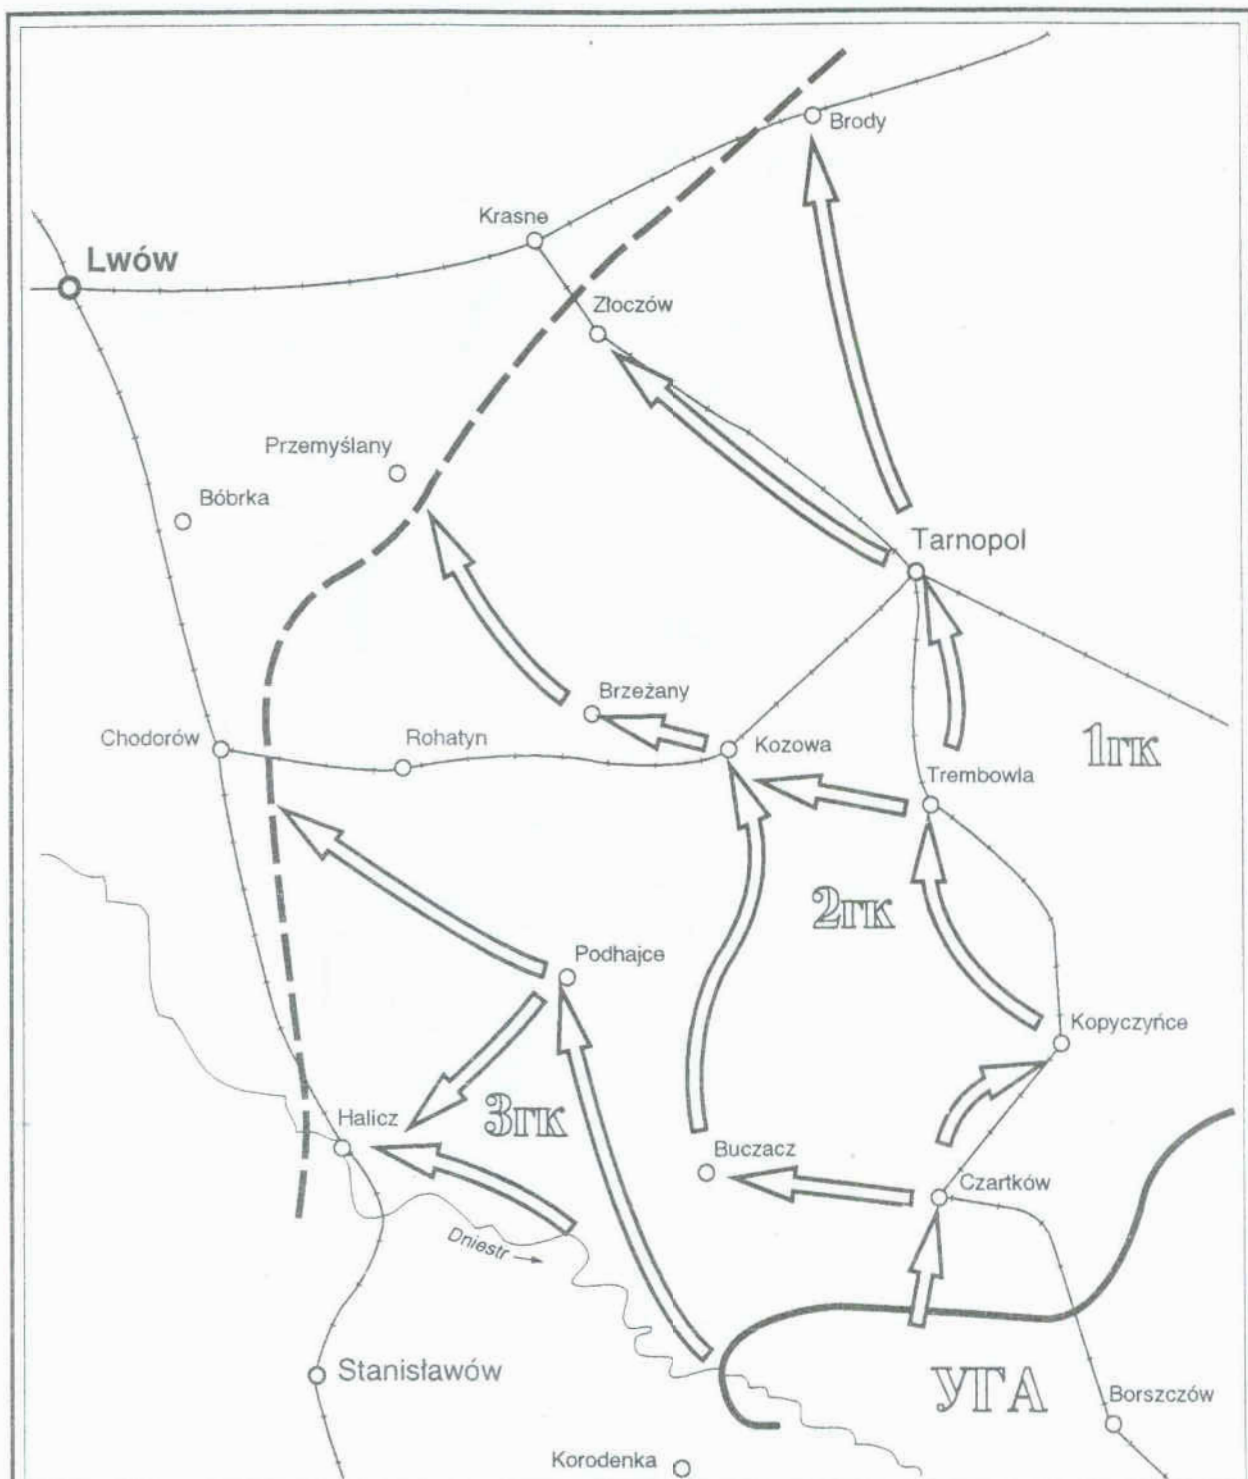 Brody
Krasne
Lwów
Złoczów
Przemyślany
Bóbrka
Tarnopol
Brzeżany
Chodorów
Rohatyn
Kozowa
1гк
Trembowla
2гк
Podhajce
Kopyczyńce
Halicz
3гк
Buczacz
Czartków
Dniestr →
Stanisławów
УГА
Borszczów
Korodenka